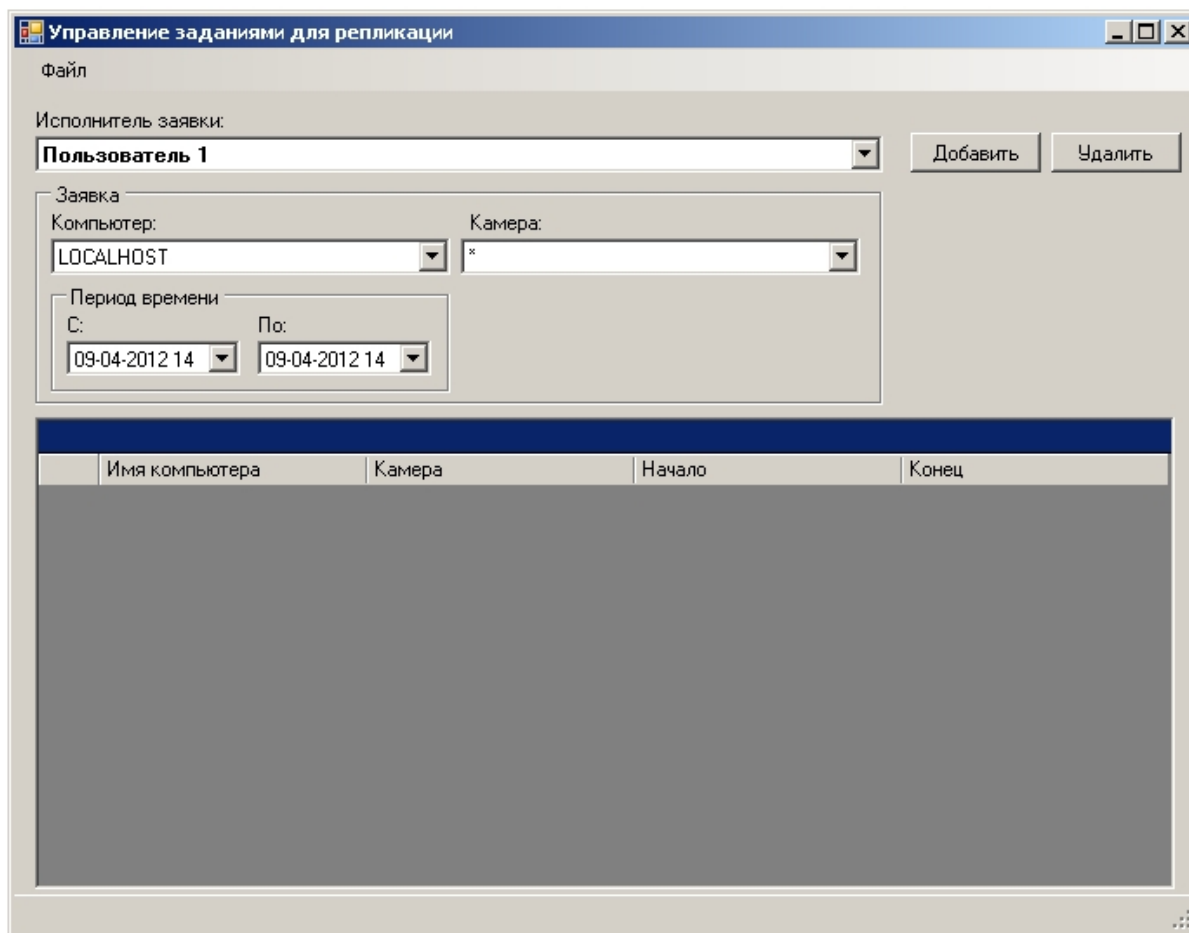 Управление заданиями для репликации
Файл
Исполнитель заявки:
Пользователь 1
Добавить Удалить
Заявка
Компьютер: Камера:
LOCALHOST *
Период времени
С: По:
09-04-2012 14 09-04-2012 14
Имя компьютера Камера Начало Конец